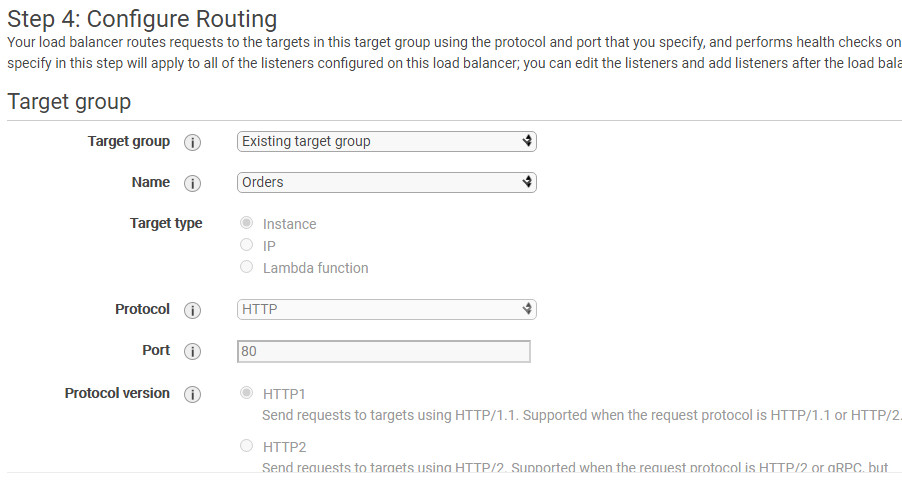 Step 4: Configure Routing
Your load balancer routes requests to the targets in this target group using the protocol and port that you specify, and performs health checks on
specify in this step will apply to all of the listeners configured on this load balancer; you can edit the listeners and add listeners after the load bala
Target group
Target group i Existing target group
Name i Orders
Target type Instance
IP
Lambda function
Protocol i HTTP
Port i 80
Protocol version i HTTP1
Send requests to targets using HTTP/1.1. Supported when the request protocol is HTTP/1.1 or HTTP/2.
HTTP2
Send requests to targets using HTTP/2. Supported when the request protocol is HTTP/2 or gRPC, but